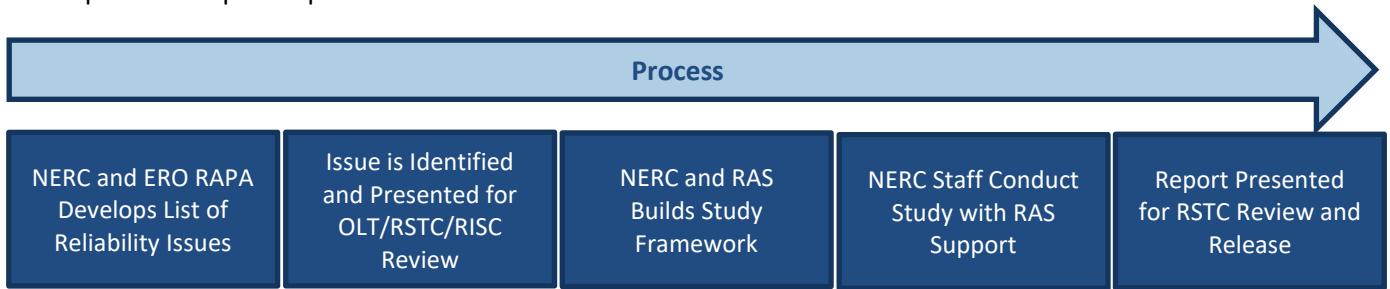 Process
NERC and ERO RAPA
Develops List of
Reliability Issues
Issue is Identified
and Presented for
OLT/RSTC/RISC
Review
NERC and RAS
Builds Study
Framework
NERC Staff Conduct
Study with RAS
Support
Report Presented
for RSTC Review and
Release